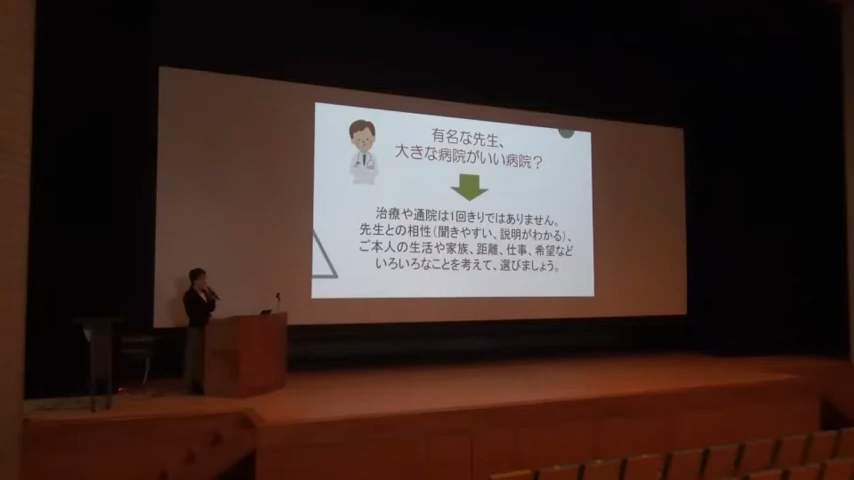 有名な先生、
大きな病院がいい病院?
治療や通院は1回きりではありません。
先生との相性(聞きやすい、説明がわかる)、
ご本人の生活や家族、距離、仕事、希望など
いろいろなことを考えて、選びましょう。